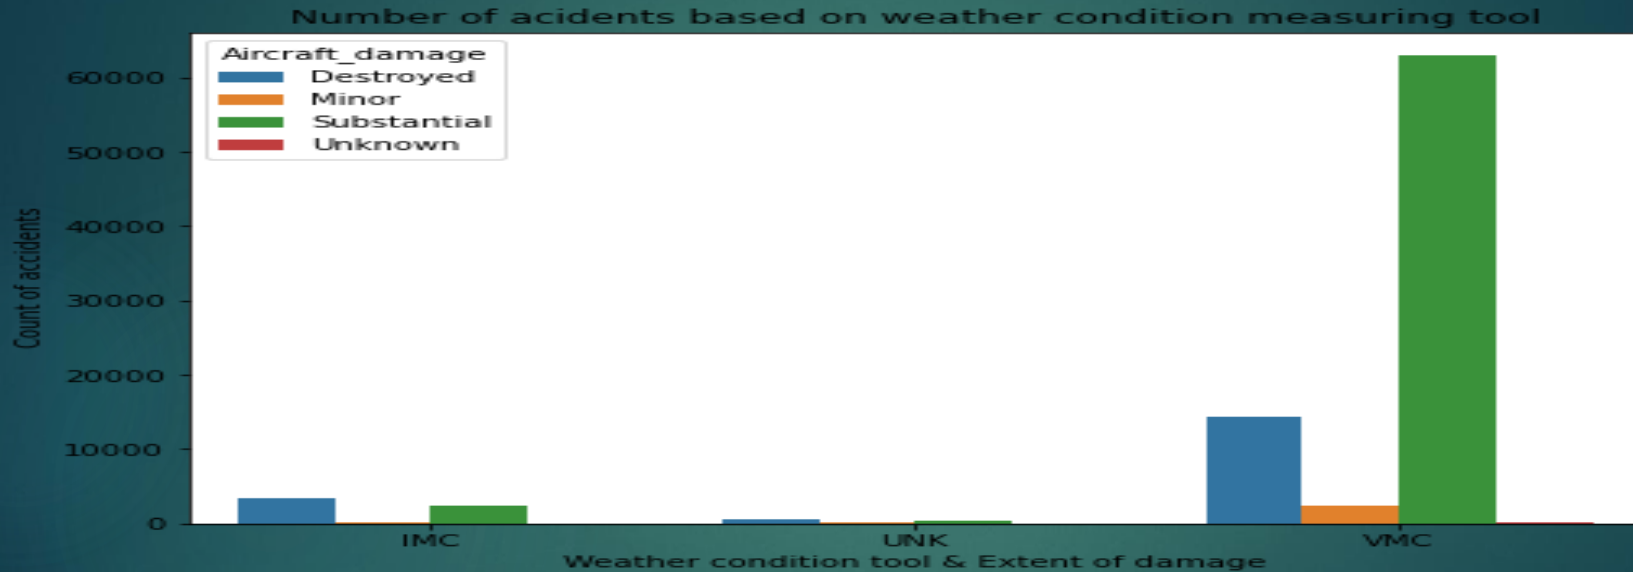 Number of acidents based on weather condition measuring tool
Aircraft_damage
Destroyed
Minor
Substantial
Unknown
60000
50000
40000
30000
20000
10000
0
Count of accidents
IMC UNK VMC
Weather condition tool & Extent of damage